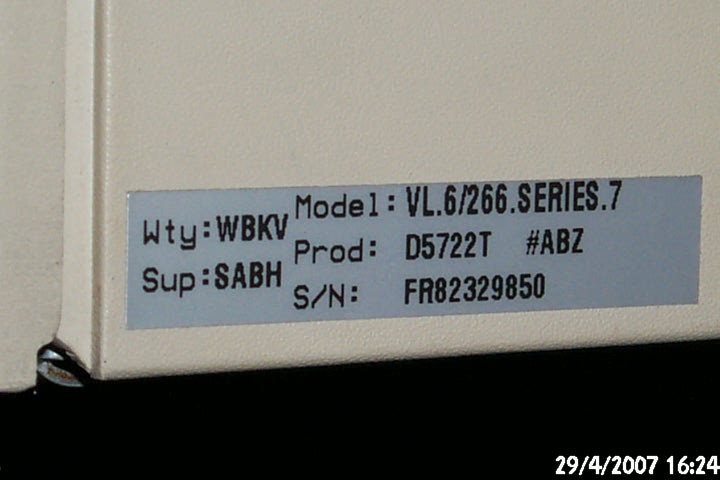 Wty:WBKV Model: VL.6/266.SERIES.7
Sup:SABH Prod: D5722T #ABZ
S/N: FR82329850
29/4/2007 16:24